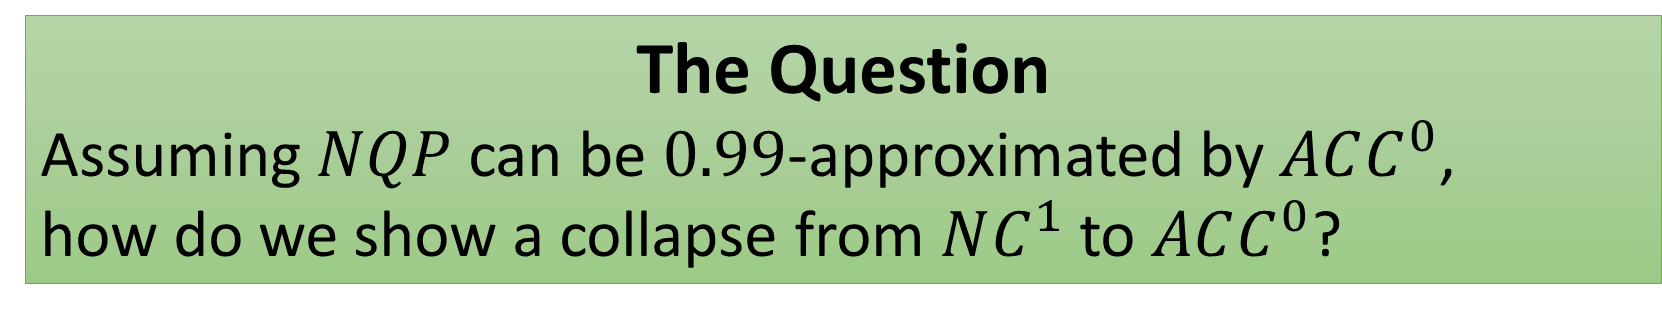 The Question
Assuming NQP can be 0.99-approximated by ACC⁰,
how do we show a collapse from NC¹ to ACC⁰?